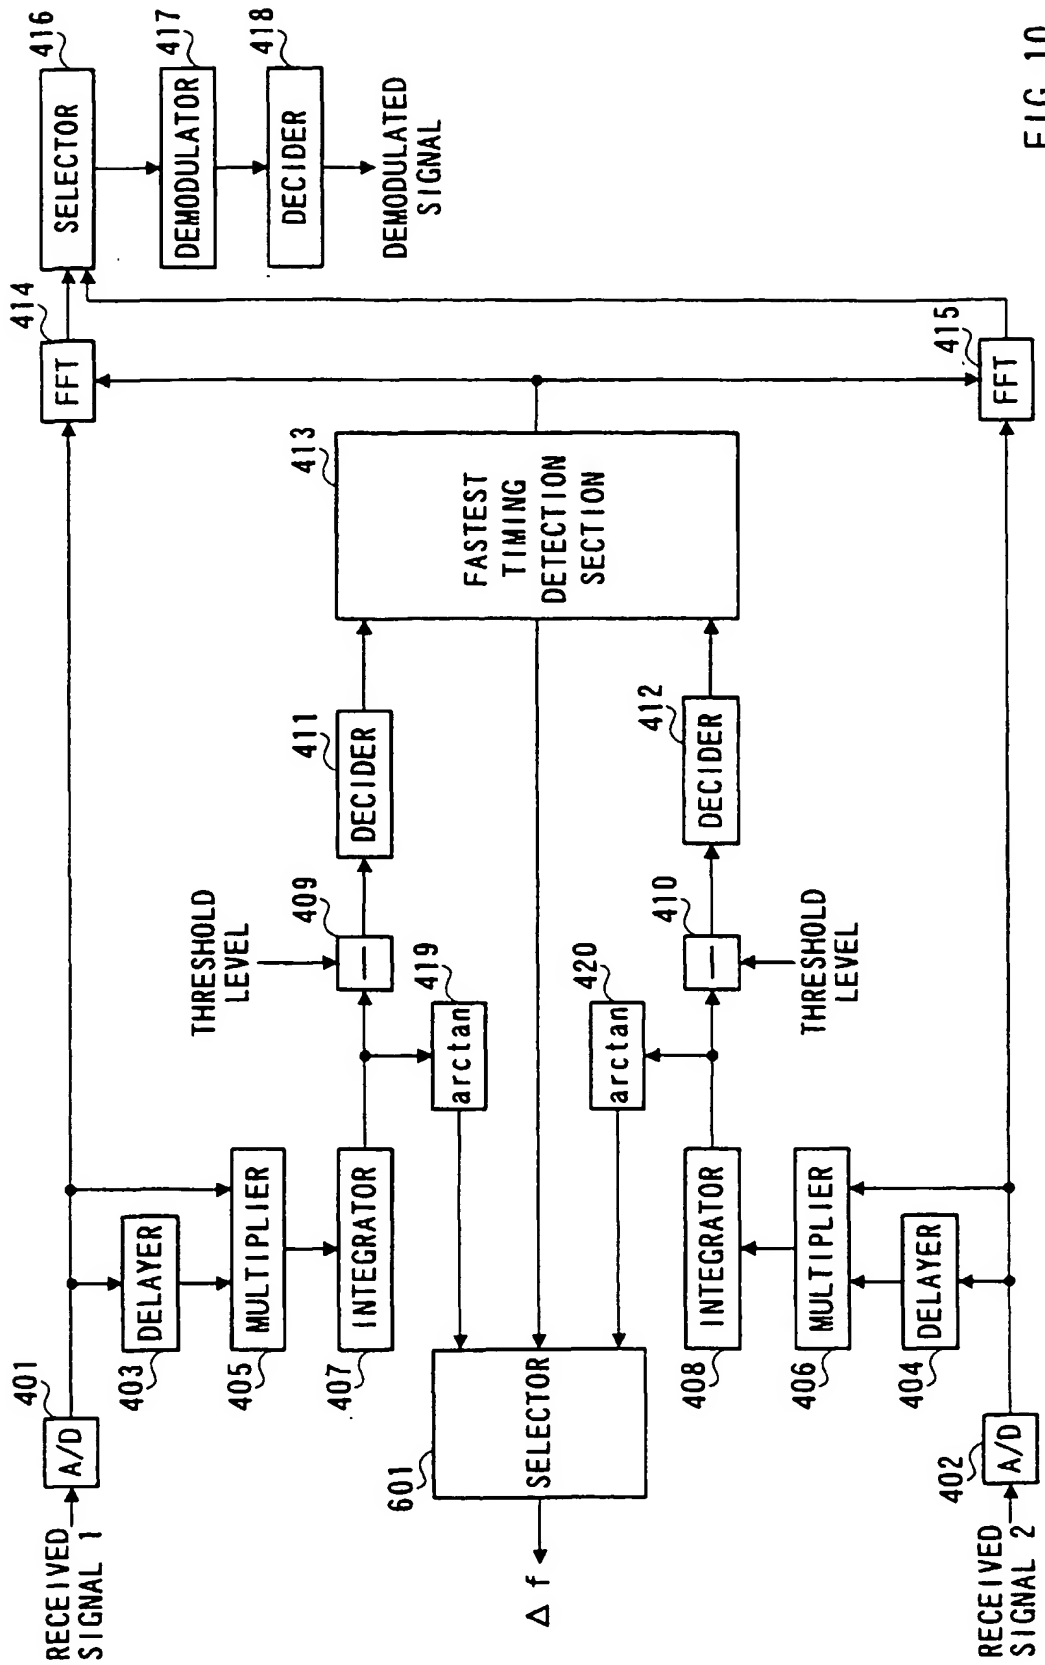 RECEIVED
SIGNAL 1
A/D
401
DELAYER
403
MULTIPLIER
405
INTEGRATOR
407
THRESHOLD
LEVEL
409
—
DECIDER
411
arctan
419
FFT
414
SELECTOR
416
DEMODULATOR
417
DECIDER
418
DEMODULATED
SIGNAL
FASTEST
TIMING
DETECTION
SECTION
413
SELECTOR
601
Δf
arctan
420
INTEGRATOR
408
—
410
THRESHOLD
LEVEL
DECIDER
412
MULTIPLIER
406
DELAYER
404
RECEIVED
SIGNAL 2
A/D
402
FFT
415
FIG. 10